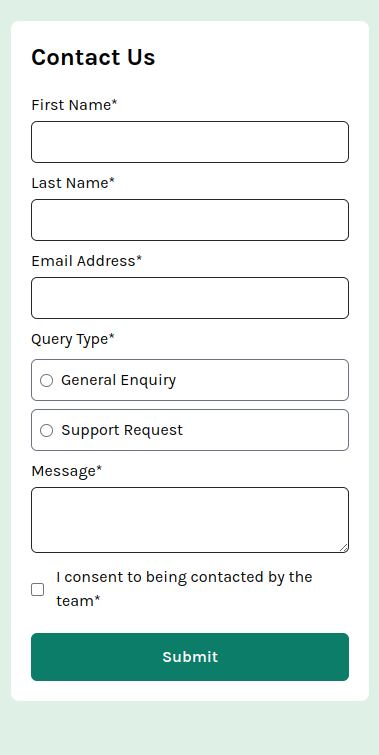 Contact Us
First Name*
Last Name*
Email Address*
Query Type*
General Enquiry
Support Request
Message*
I consent to being contacted by the
team*
Submit